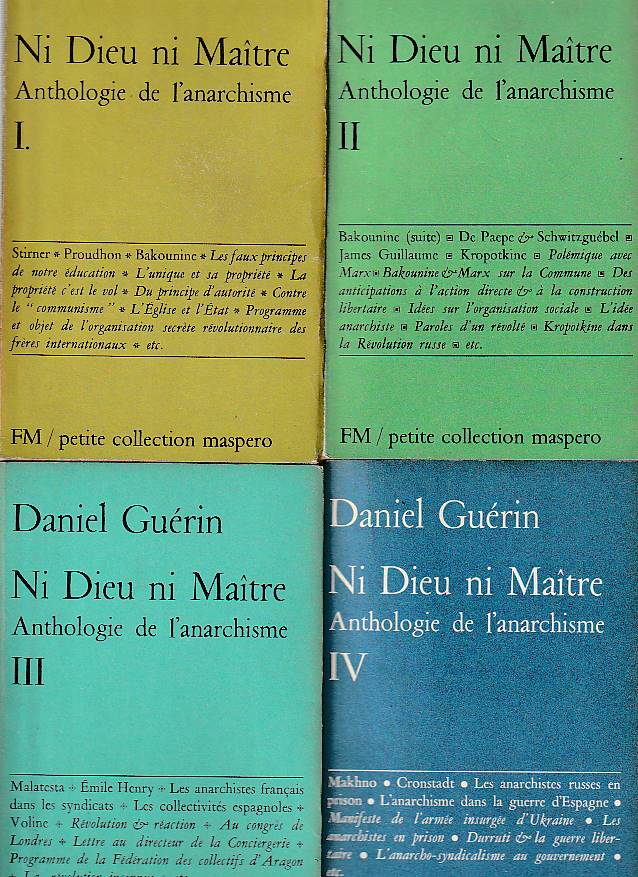 Ni Dieu ni Maître
Anthologie de l'anarchisme
I.
Stirner * Proudhon * Bakounine * Les faux principes
de notre éducation * L'unique et sa propriété * La
propriété c'est le vol * Du principe d'autorité * Contre
le "communisme" * L'Église et l'État * Programme
et objet de l'organisation secrète révolutionnaire des
frères internationaux * etc.
FM / petite collection maspero
Ni Dieu ni Maître
Anthologie de l'anarchisme
II
Bakounine (suite) ▣ De Paepe & Schwitzguébel ▣
James Guillaume ▣ Kropotkine ▣ Polémique avec
Marx ▣ Bakounine & Marx sur la Commune ▣ Des
anticipations à l'action directe & à la construction
libertaire ▣ Idées sur l'organisation sociale ▣ L'idée
anarchiste ▣ Paroles d'un révolté ▣ Kropotkine dans
la Révolution russe ▣ etc.
FM / petite collection maspero
Daniel Guérin
Ni Dieu ni Maître
Anthologie de l'anarchisme
III
Malatesta + Émile Henry + Les anarchistes français
dans les syndicats + Les collectivités espagnoles +
Voline + Révolution & réaction + Au congrès de
Londres + Lettre au directeur de la Conciergerie +
Programme de la Fédération des collectifs d'Aragon
+ La révolution inconnue + etc.
Daniel Guérin
Ni Dieu ni Maître
Anthologie de l'anarchisme
IV
Makhno • Cronstadt • Les anarchistes russes en
prison • L'anarchisme dans la guerre d'Espagne •
Manifeste de l'armée insurgée d'Ukraine • Les
anarchistes en prison • Durruti & la guerre liber-
taire • L'anarcho-syndicalisme au gouvernement •
etc.